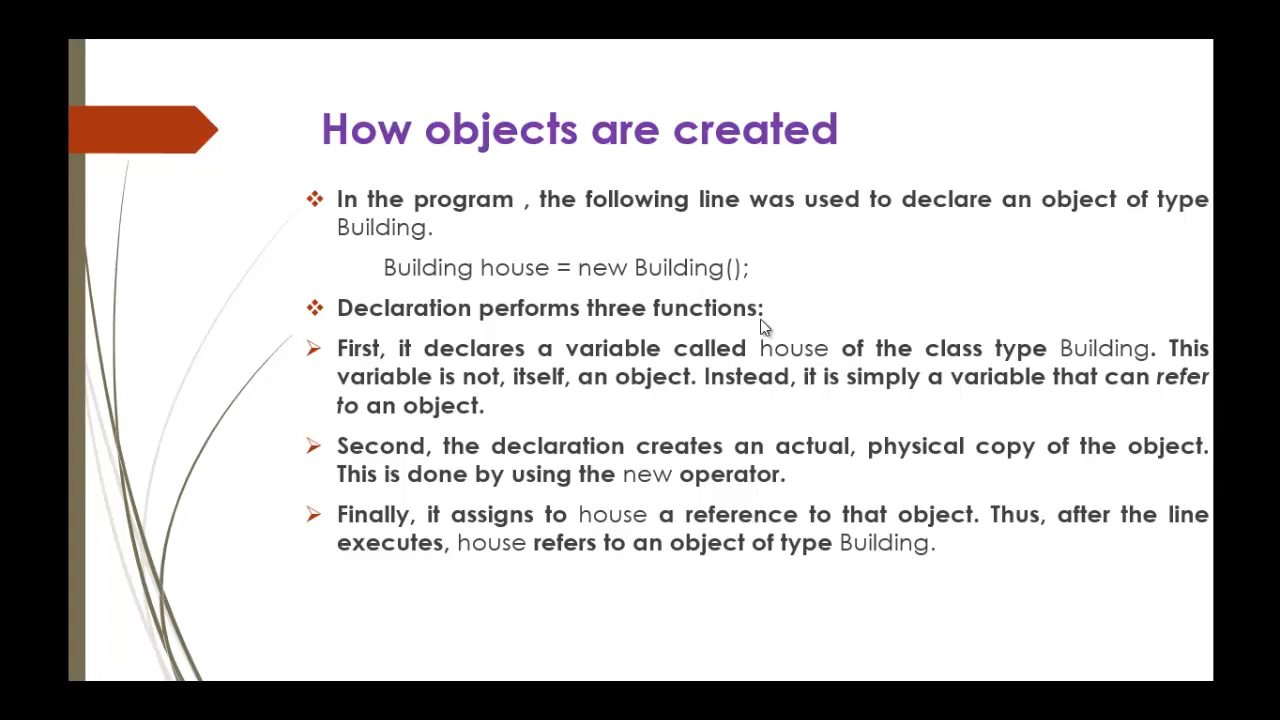 How objects are created
In the program , the following line was used to declare an object of type
Building.
Building house = new Building();
Declaration performs three functions:
First, it declares a variable called house of the class type Building. This
variable is not, itself, an object. Instead, it is simply a variable that can refer
to an object.
Second, the declaration creates an actual, physical copy of the object.
This is done by using the new operator.
Finally, it assigns to house a reference to that object. Thus, after the line
executes, house refers to an object of type Building.